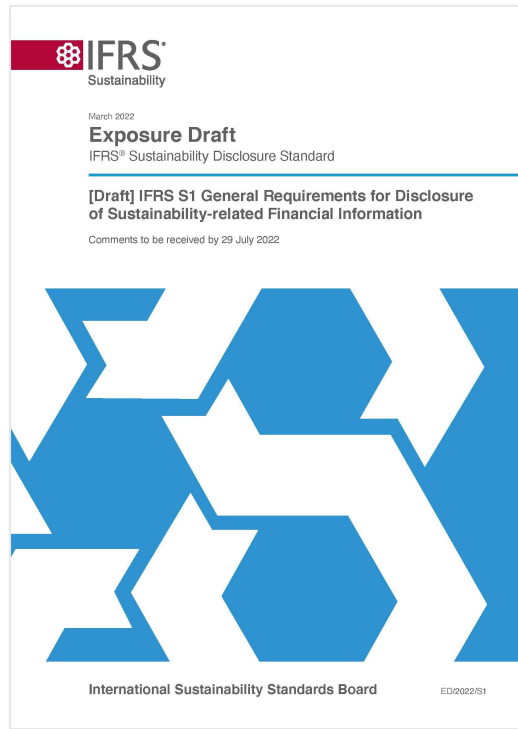 IFRS®
Sustainability
March 2022
Exposure Draft
IFRS® Sustainability Disclosure Standard
[Draft] IFRS S1 General Requirements for Disclosure
of Sustainability-related Financial Information
Comments to be received by 29 July 2022
International Sustainability Standards Board
ED/2022/S1